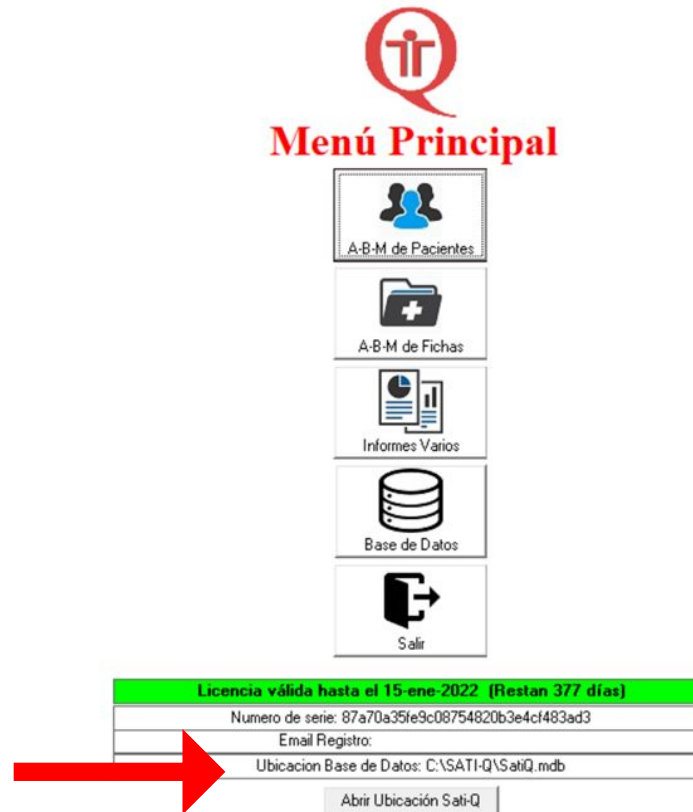 Menú Principal
A-B-M de Pacientes
A-B-M de Fichas
Informes Varios
Base de Datos
Salir
Licencia válida hasta el 15-ene-2022 (Restan 377 días)
Numero de serie: 87a70a35fe9c08754820b3e4cf483ad3
Email Registro:
Ubicacion Base de Datos: C:\SATI-Q\SatiQ.mdb
Abrir Ubicación Sati-Q